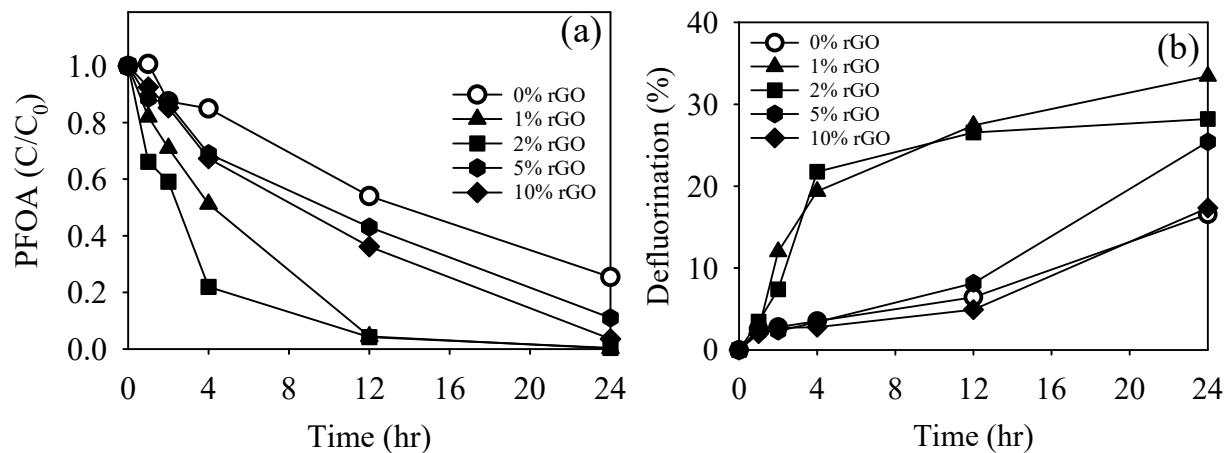 (a)
PFOA (C/C0)
1.0
0.8
0.6
0.4
0.2
0.0
0% rGO
1% rGO
2% rGO
5% rGO
10% rGO
0 4 8 12 16 20 24
Time (hr)
(b)
Defluorination (%)
40
30
20
10
0
0% rGO
1% rGO
2% rGO
5% rGO
10% rGO
0 4 8 12 16 20 24
Time (hr)